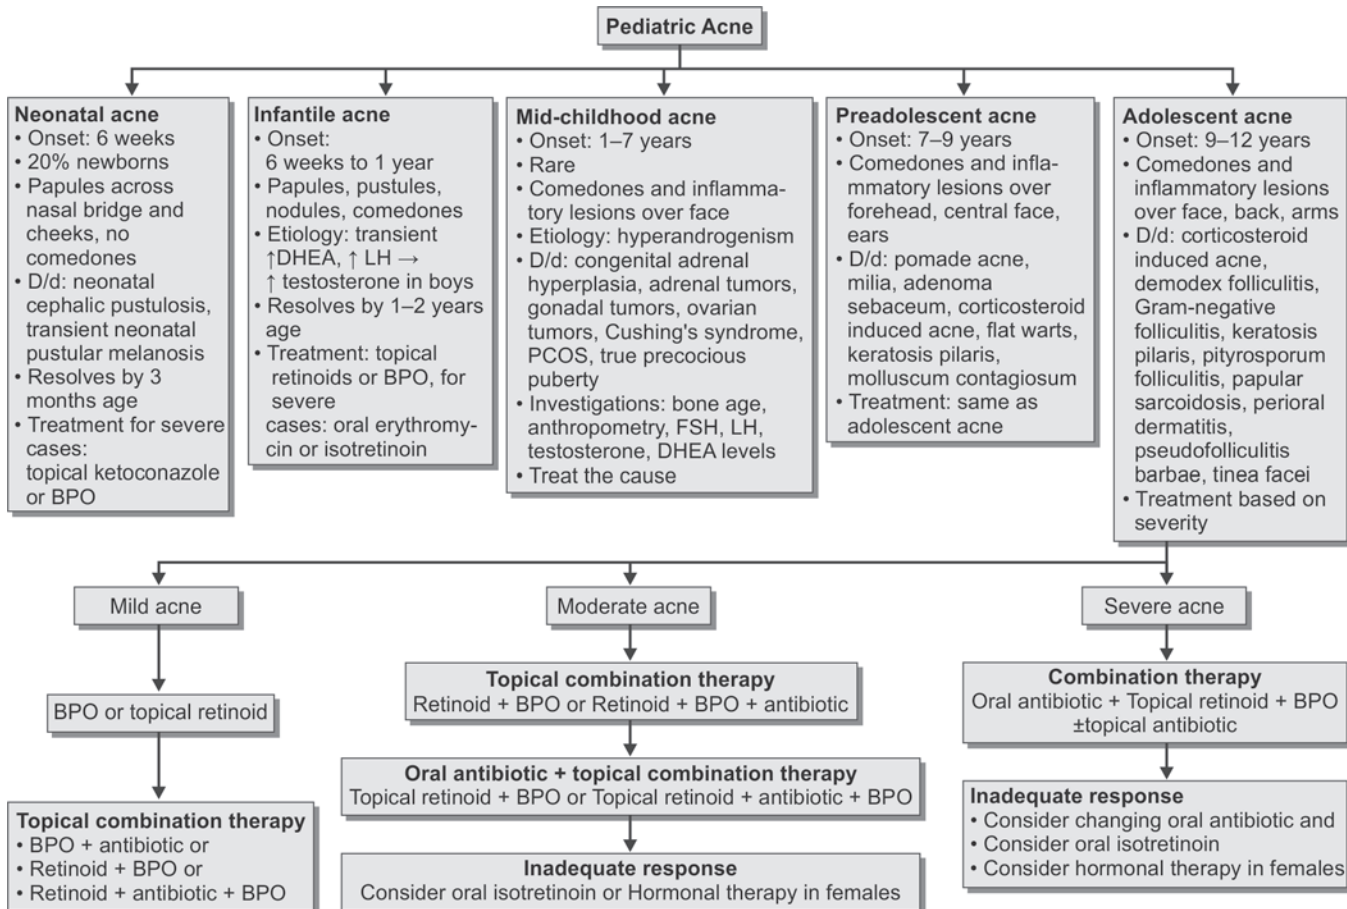 Pediatric Acne
Neonatal acne
• Onset: 6 weeks
• 20% newborns
• Papules across
nasal bridge and
cheeks, no
comedones
• D/d: neonatal
cephalic pustulosis,
transient neonatal
pustular melanosis
• Resolves by 3
months age
• Treatment for severe
cases:
topical ketoconazole
or BPO
Infantile acne
• Onset:
6 weeks to 1 year
• Papules, pustules,
nodules, comedones
• Etiology: transient
↑DHEA, ↑ LH →
↑ testosterone in boys
• Resolves by 1–2 years
age
• Treatment: topical
retinoids or BPO, for
severe
cases: oral erythromy-
cin or isotretinoin
Mid-childhood acne
• Onset: 1–7 years
• Rare
• Comedones and inflamma-
tory lesions over face
• Etiology: hyperandrogenism
• D/d: congenital adrenal
hyperplasia, adrenal tumors,
gonadal tumors, ovarian
tumors, Cushing's syndrome,
PCOS, true precocious
puberty
• Investigations: bone age,
anthropometry, FSH, LH,
testosterone, DHEA levels
• Treat the cause
Preadolescent acne
• Onset: 7–9 years
• Comedones and infla-
mmatory lesions over
forehead, central face,
ears
• D/d: pomade acne,
milia, adenoma
sebaceum, corticosteroid
induced acne, flat warts,
keratosis pilaris,
molluscum contagiosum
• Treatment: same as
adolescent acne
Adolescent acne
• Onset: 9–12 years
• Comedones and
inflammatory lesions
over face, back, arms
• D/d: corticosteroid
induced acne,
demodex folliculitis,
Gram-negative
folliculitis, keratosis
pilaris, pityrosporum
folliculitis, papular
sarcoidosis, perioral
dermatitis,
pseudofolliculitis
barbae, tinea facei
• Treatment based on
severity
Mild acne
BPO or topical retinoid
Topical combination therapy
• BPO + antibiotic or
• Retinoid + BPO or
• Retinoid + antibiotic + BPO
Moderate acne
Topical combination therapy
Retinoid + BPO or Retinoid + BPO + antibiotic
Oral antibiotic + topical combination therapy
Topical retinoid + BPO or Topical retinoid + antibiotic + BPO
Inadequate response
Consider oral isotretinoin or Hormonal therapy in females
Severe acne
Combination therapy
Oral antibiotic + Topical retinoid + BPO
±topical antibiotic
Inadequate response
• Consider changing oral antibiotic and
• Consider oral isotretinoin
• Consider hormonal therapy in females